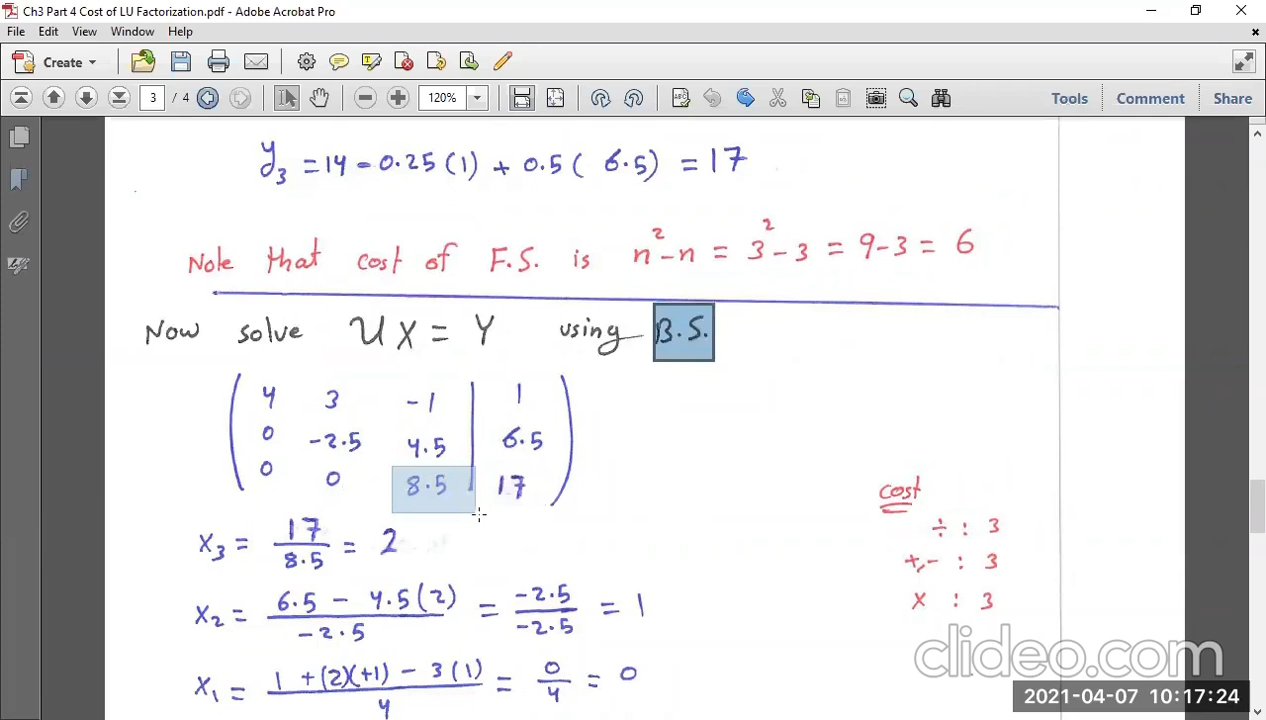 Ch3 Part 4 Cost of LU Factorization.pdf - Adobe Acrobat Pro
File Edit View Window Help
Create
3 / 4 120% Tools Comment Share
y3 = 14 - 0.25 (1) + 0.5 ( 6.5) = 17
Note that cost of F.S. is n² - n = 3² - 3 = 9 - 3 = 6
Now solve UX = Y using B.S.
4 3 -1 | 1
0 -2.5 4.5 | 6.5
0 0 8.5 | 17
cost
x3 = 17/8.5 = 2
÷ : 3
+,- : 3
x2 = (6.5 - 4.5(2))/-2.5 = -2.5/-2.5 = 1
x : 3
x1 = (1 + (2)(+1) - 3(1))/4 = 0/4 = 0
clideo.com
2021-04-07 10:17:24